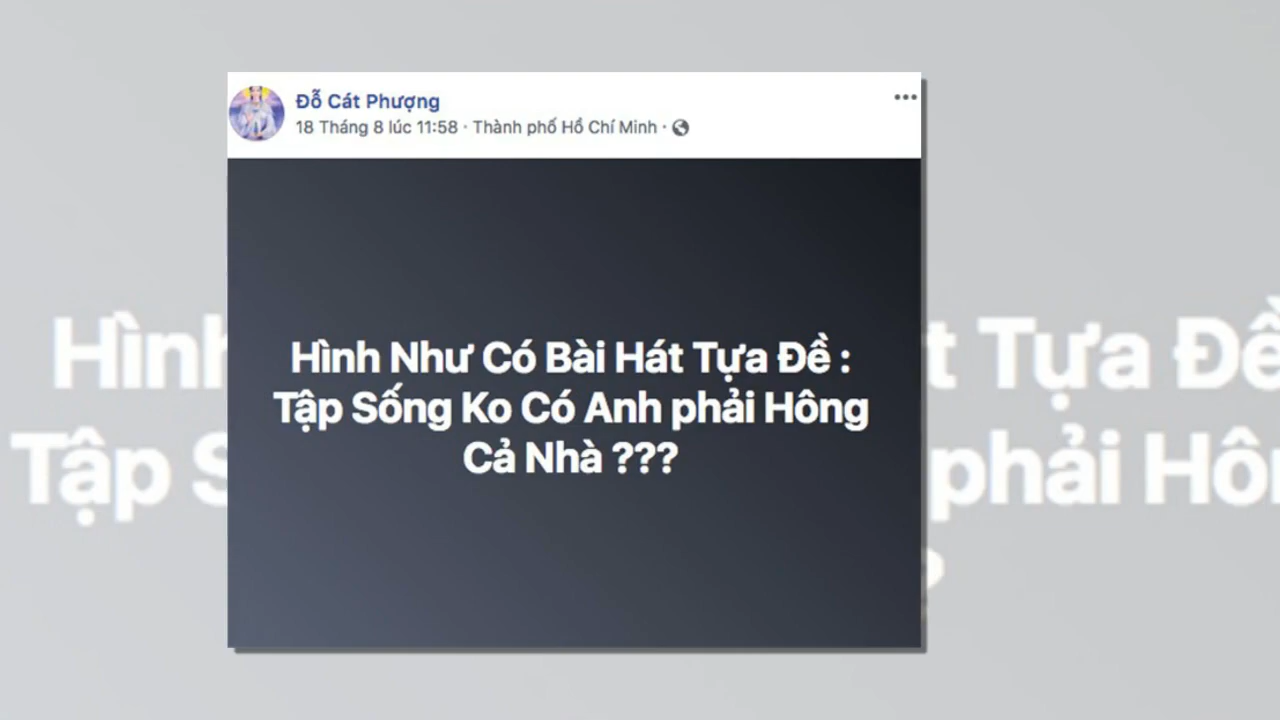 Đỗ Cát Phượng
18 Tháng 8 lúc 11:58 · Thành phố Hồ Chí Minh ·
Hình Như Có Bài Hát Tựa Đề :
Tập Sống Ko Có Anh phải Hông
Cả Nhà ???